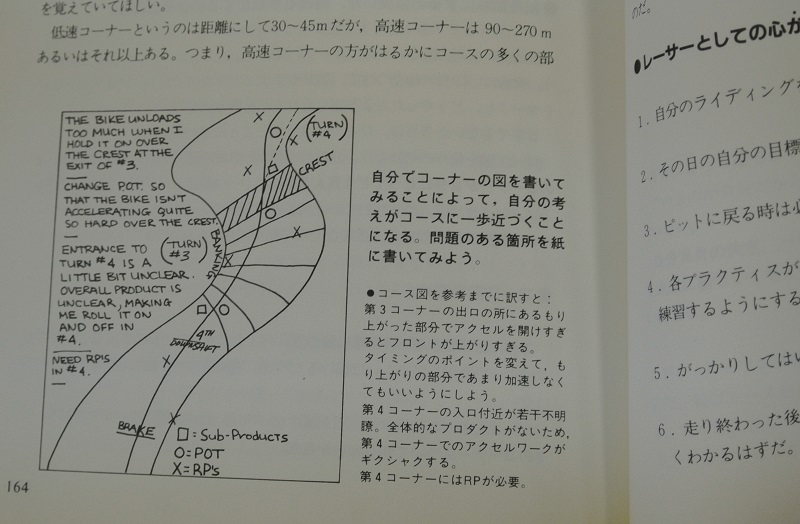 を覚えていてほしい。
低速コーナーというのは距離にして30〜45mだが，高速コーナーは90〜270m
あるいはそれ以上ある。つまり，高速コーナーの方がはるかにコースの多くの部
THE BIKE UNLOADS
TOO MUCH WHEN I
HOLD IT ON OVER
THE CREST AT THE
EXIT OF #3.
CHANGE POT. SO
THAT THE BIKE ISN'T
ACCELERATING QUITE
SO HARD OVER THE CREST.
ENTRANCE TO
TURN #4 IS A
LITTLE BIT UNCLEAR.
OVERALL PRODUCT IS
UNCLEAR, MAKING
ME ROLL IT ON
AND OFF IN
#4.
NEED RP'S
IN #4.
(TURN #4)
CREST
(TURN #3)
BANKING
4TH
DOWNSHIFT
BRAKE
□: SUB-PRODUCTS
O=POT
X=RP's
自分でコーナーの図を書いて
みることによって，自分の考
えがコースに一歩近づくこと
になる。問題のある箇所を紙
に書いてみよう。
●コース図を参考までに訳すと：
第3コーナーの出口の所にあるもり
上がった部分でアクセルを開けすぎ
るとフロントが上がりすぎる。
タイミングのポイントを変えて，も
り上がりの部分であまり加速しなく
てもいいようにしよう。
第4コーナーの入口付近が若干不明
瞭。全体的なプロダクトがないため，
第4コーナーでのアクセルワークが
ギクシャクする。
第4コーナーにはRPが必要。
164
のだ。
●レーサーとしての心が
1．自分のライディング
2．その日の自分の目標
3．ピットに戻る時は必
4．各プラクティスが
練習するようにする
5．がっかりしてはい
6．走り終わった後
くわかるはずだ。